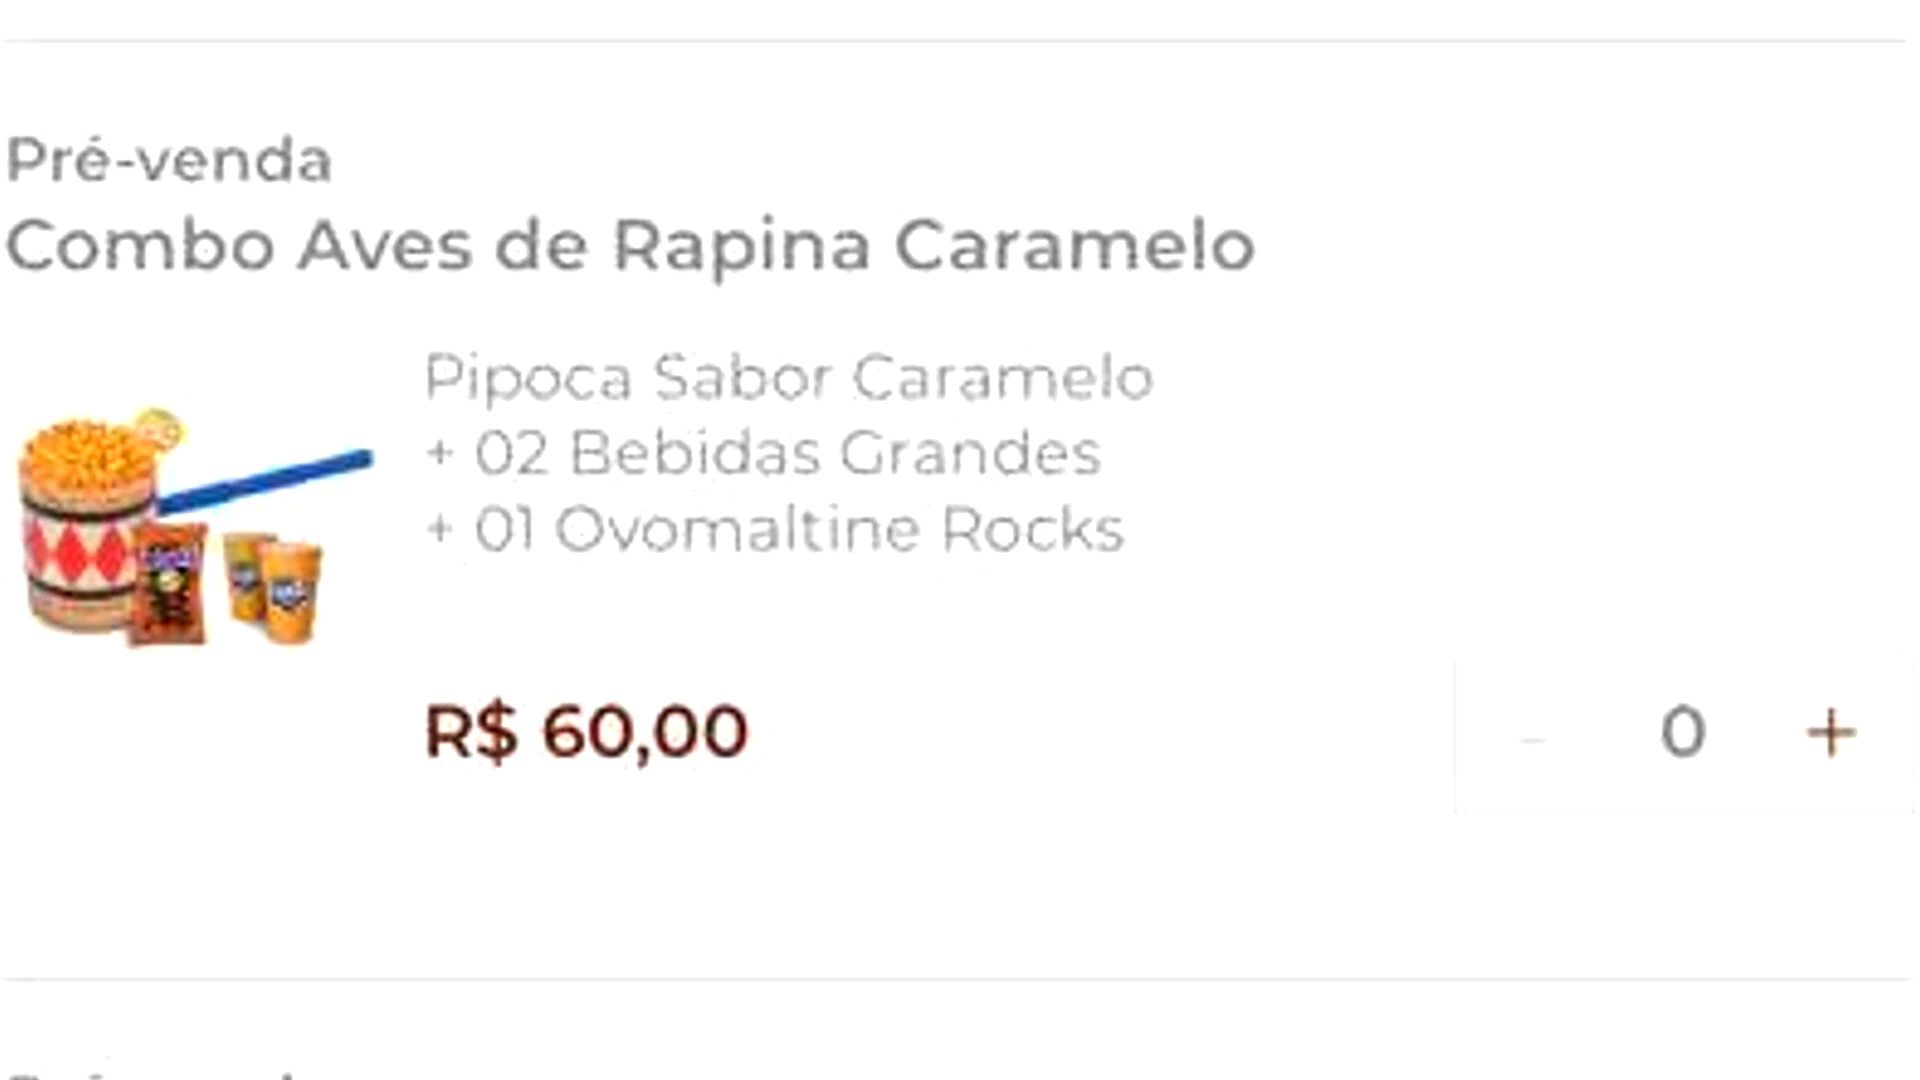 Pré-venda
Combo Aves de Rapina Caramelo
Pipoca Sabor Caramelo
+ 02 Bebidas Grandes
+ 01 Ovomaltine Rocks
R$ 60,00
- 0 +